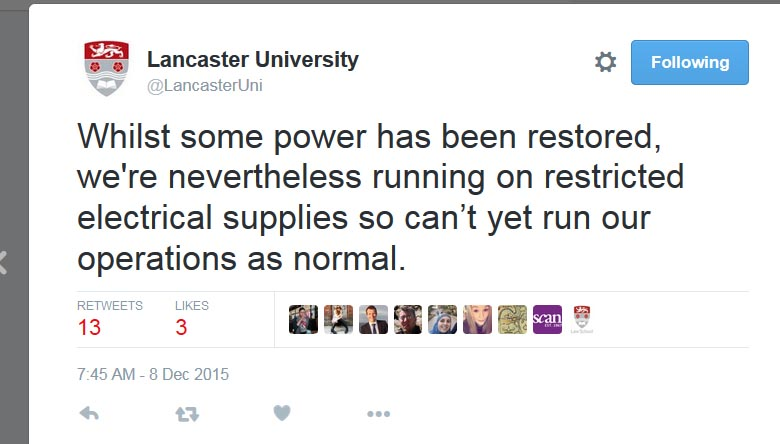 Lancaster University
@LancasterUni
Following
Whilst some power has been restored,
we're nevertheless running on restricted
electrical supplies so can’t yet run our
operations as normal.
RETWEETS LIKES
13 3
scan
7:45 AM - 8 Dec 2015